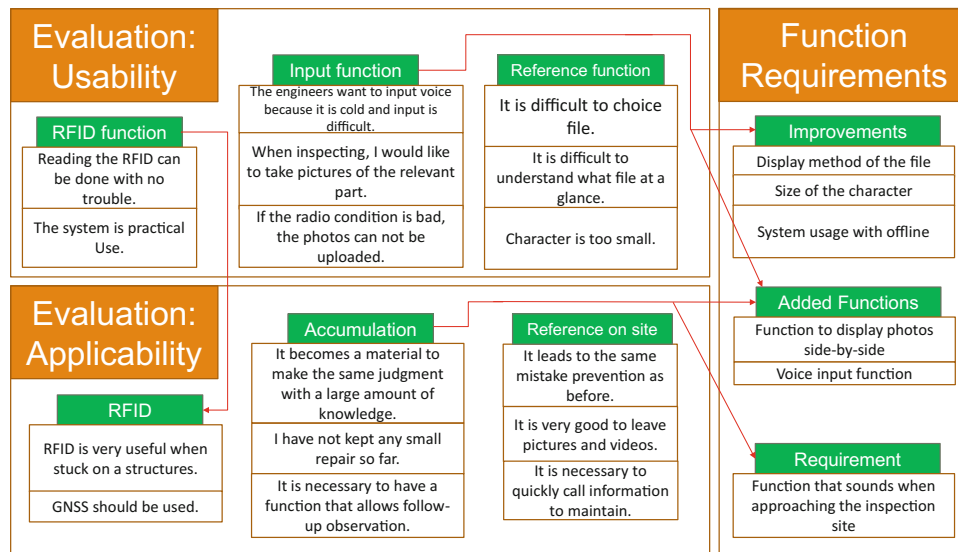 Evaluation:
Usability
RFID function
Reading the RFID can
be done with no
trouble.
The system is practical
Use.
Input function
The engineers want to input voice
because it is cold and input is
difficult.
When inspecting, I would like
to take pictures of the relevant
part.
If the radio condition is bad,
the photos can not be
uploaded.
Reference function
It is difficult to choice
file.
It is difficult to
understand what file at a
glance.
Character is too small.
Evaluation:
Applicability
RFID
RFID is very useful when
stuck on a structures.
GNSS should be used.
Accumulation
It becomes a material to
make the same judgment
with a large amount of
knowledge.
I have not kept any small
repair so far.
It is necessary to have a
function that allows follow-
up observation.
Reference on site
It leads to the same
mistake prevention as
before.
It is very good to leave
pictures and videos.
It is necessary to
quickly call information
to maintain.
Function
Requirements
Improvements
Display method of the file
Size of the character
System usage with offline
Added Functions
Function to display photos
side-by-side
Voice input function
Requirement
Function that sounds when
approaching the inspection
site